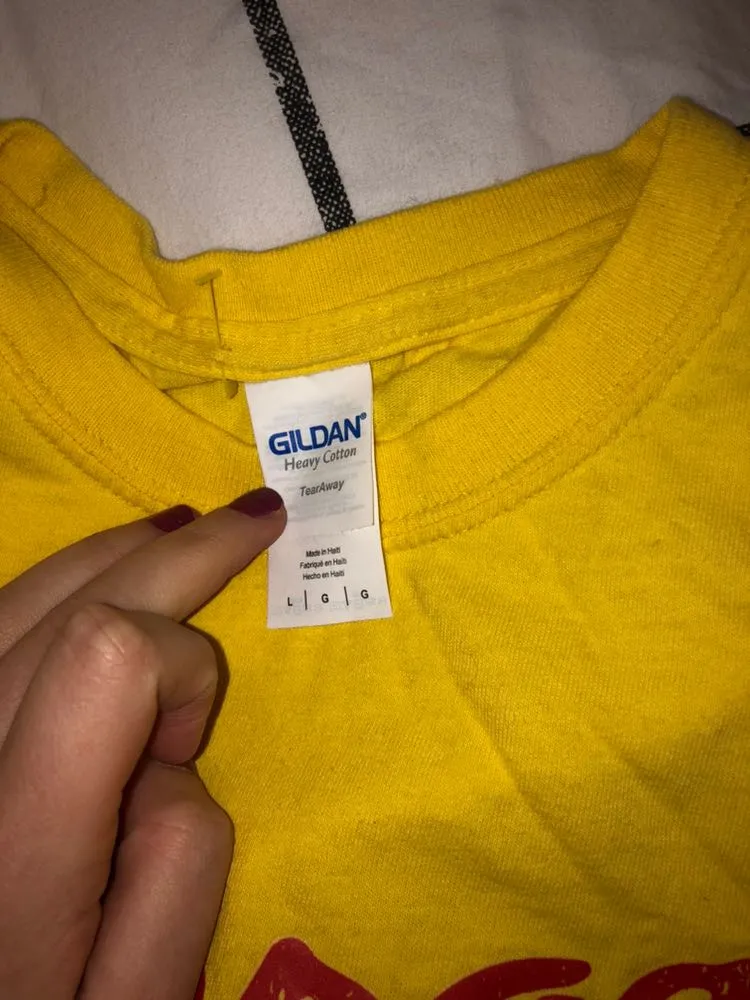 GILDAN®
Heavy Cotton
TearAway
Made in Haiti
Fabriqué en Haïti
Hecho en Haití
L | G | G